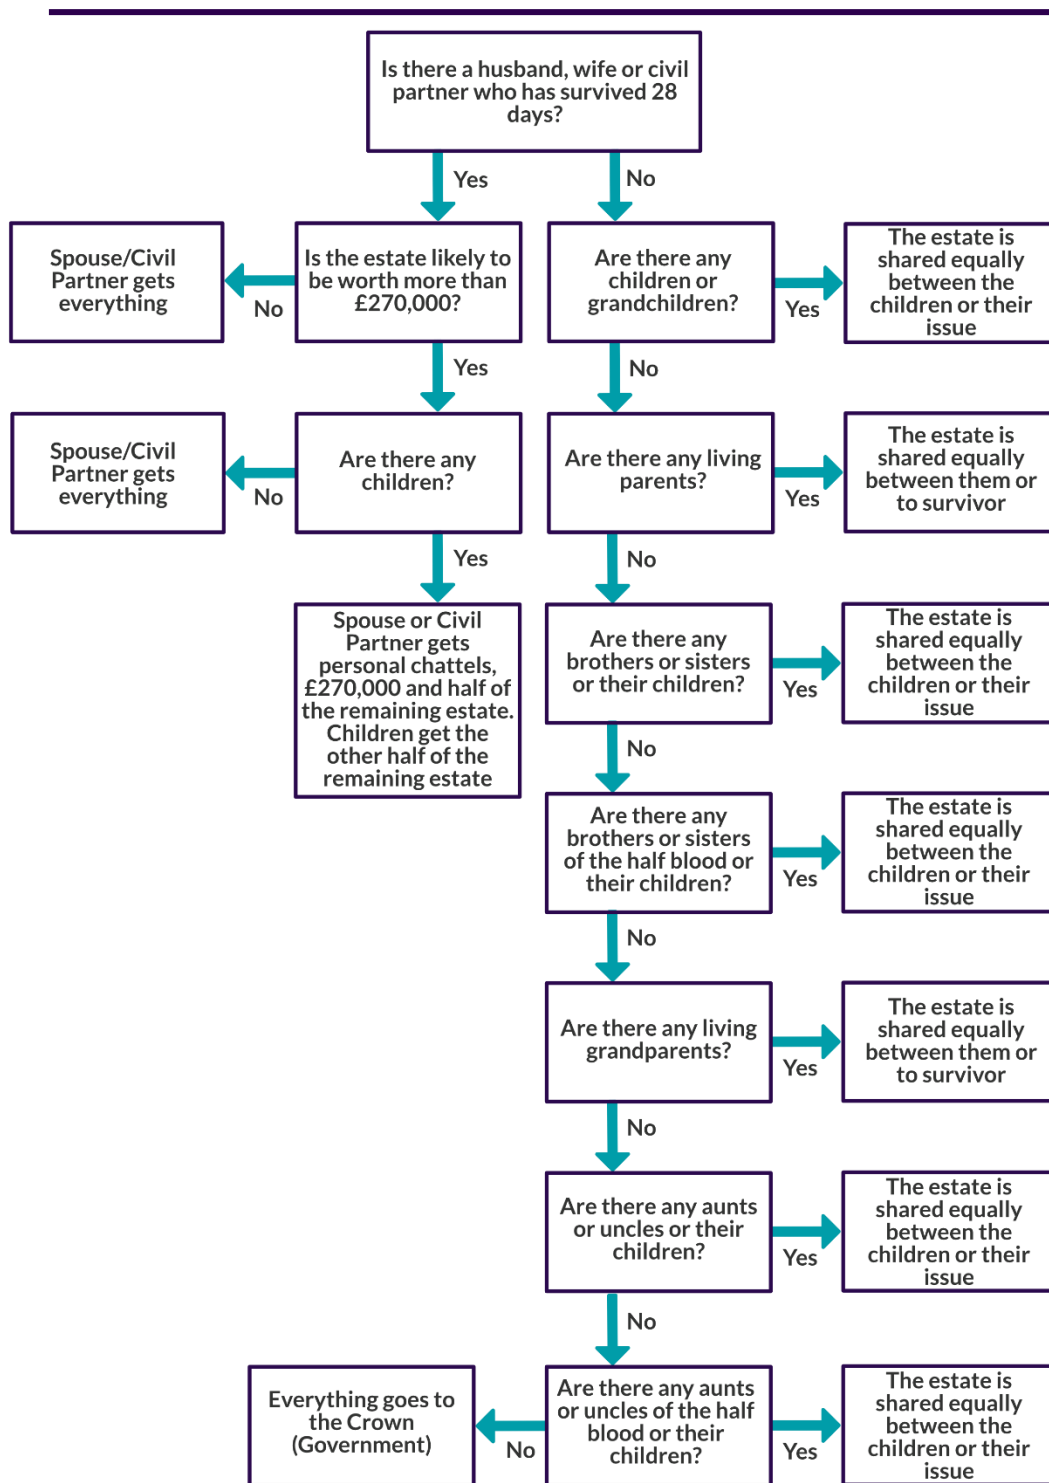 Is there a husband, wife or civil
partner who has survived 28
days?
Yes
No
Spouse/Civil
Partner gets
everything
No
Is the estate likely to
be worth more than
£270,000?
Are there any
children or
grandchildren?
Yes
The estate is
shared equally
between the
children or their
issue
Yes
No
Spouse/Civil
Partner gets
everything
No
Are there any
children?
Are there any living
parents?
Yes
The estate is
shared equally
between them or
to survivor
Yes
No
Spouse or Civil
Partner gets
personal chattels,
£270,000 and half of
the remaining estate.
Children get the
other half of the
remaining estate
Are there any
brothers or sisters
or their children?
Yes
The estate is
shared equally
between the
children or their
issue
No
Are there any
brothers or sisters
of the half blood or
their children?
Yes
The estate is
shared equally
between the
children or their
issue
No
Are there any living
grandparents?
Yes
The estate is
shared equally
between them or
to survivor
No
Are there any aunts
or uncles or their
children?
Yes
The estate is
shared equally
between the
children or their
issue
No
Everything goes to
the Crown
(Government)
No
Are there any aunts
or uncles of the half
blood or their
children?
Yes
The estate is
shared equally
between the
children or their
issue